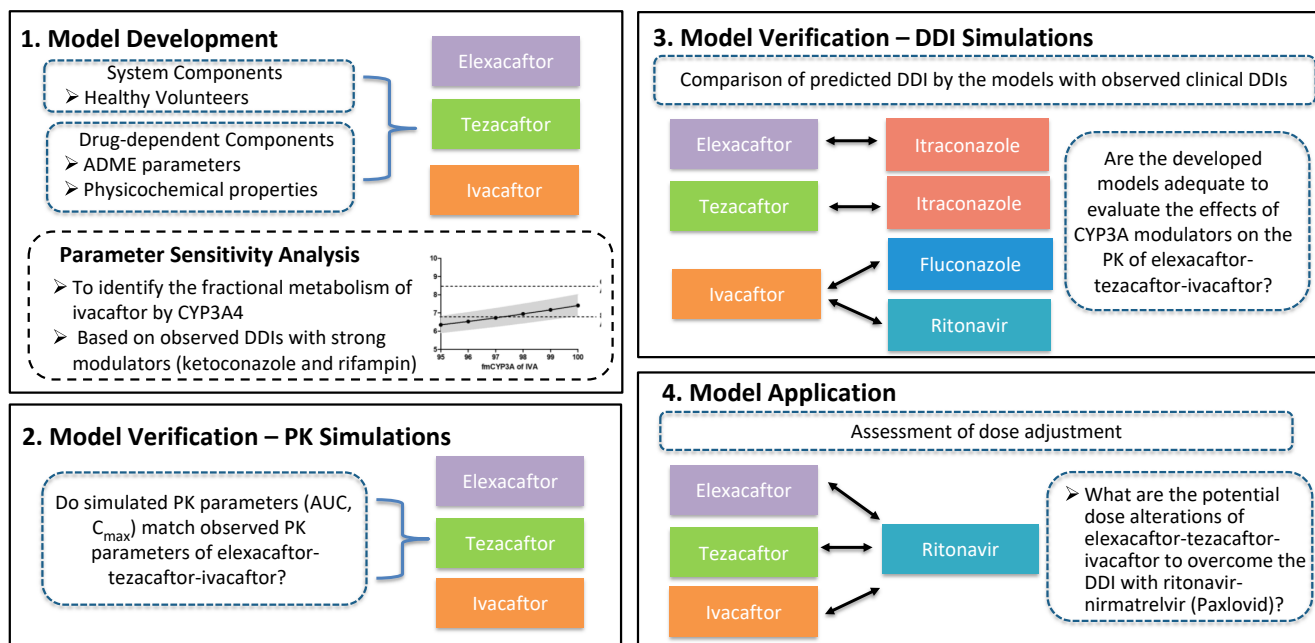 1. Model Development
System Components
➢ Healthy Volunteers
Drug-dependent Components
➢ ADME parameters
➢ Physicochemical properties
Elexacaftor
Tezacaftor
Ivacaftor
Parameter Sensitivity Analysis
➢ To identify the fractional metabolism of
ivacaftor by CYP3A4
➢ Based on observed DDIs with strong
modulators (ketoconazole and rifampin)
10
9
8
7
6
5
95 96 97 98 99 100
fmCYP3A of IVA
2. Model Verification – PK Simulations
Do simulated PK parameters (AUC,
Cmax) match observed PK
parameters of elexacaftor-
tezacaftor-ivacaftor?
Elexacaftor
Tezacaftor
Ivacaftor
3. Model Verification – DDI Simulations
Comparison of predicted DDI by the models with observed clinical DDIs
Elexacaftor
Itraconazole
Tezacaftor
Itraconazole
Ivacaftor
Fluconazole
Ritonavir
Are the developed
models adequate to
evaluate the effects of
CYP3A modulators on the
PK of elexacaftor-
tezacaftor-ivacaftor?
4. Model Application
Assessment of dose adjustment
Elexacaftor
Tezacaftor
Ivacaftor
Ritonavir
➢ What are the potential
dose alterations of
elexacaftor-tezacaftor-
ivacaftor to overcome the
DDI with ritonavir-
nirmatrelvir (Paxlovid)?